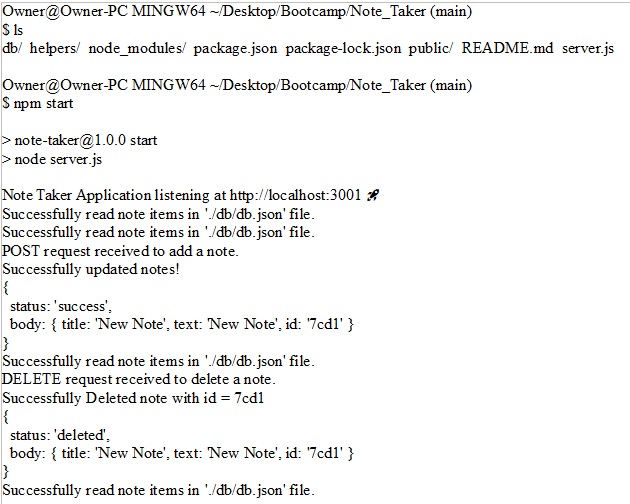 Owner@Owner-PC MINGW64 ~/Desktop/Bootcamp/Note_Taker (main)
$ ls
db/ helpers/ node_modules/ package.json package-lock.json public/ README.md server.js
Owner@Owner-PC MINGW64 ~/Desktop/Bootcamp/Note_Taker (main)
$ npm start
> note-taker@1.0.0 start
> node server.js
Note Taker Application listening at http://localhost:3001 🚀
Successfully read note items in './db/db.json' file.
Successfully read note items in './db/db.json' file.
POST request received to add a note.
Successfully updated notes!
{
status: 'success',
body: { title: 'New Note', text: 'New Note', id: '7cd1' }
}
Successfully read note items in './db/db.json' file.
DELETE request received to delete a note.
Successfully Deleted note with id = 7cd1
{
status: 'deleted',
body: { title: 'New Note', text: 'New Note', id: '7cd1' }
}
Successfully read note items in './db/db.json' file.